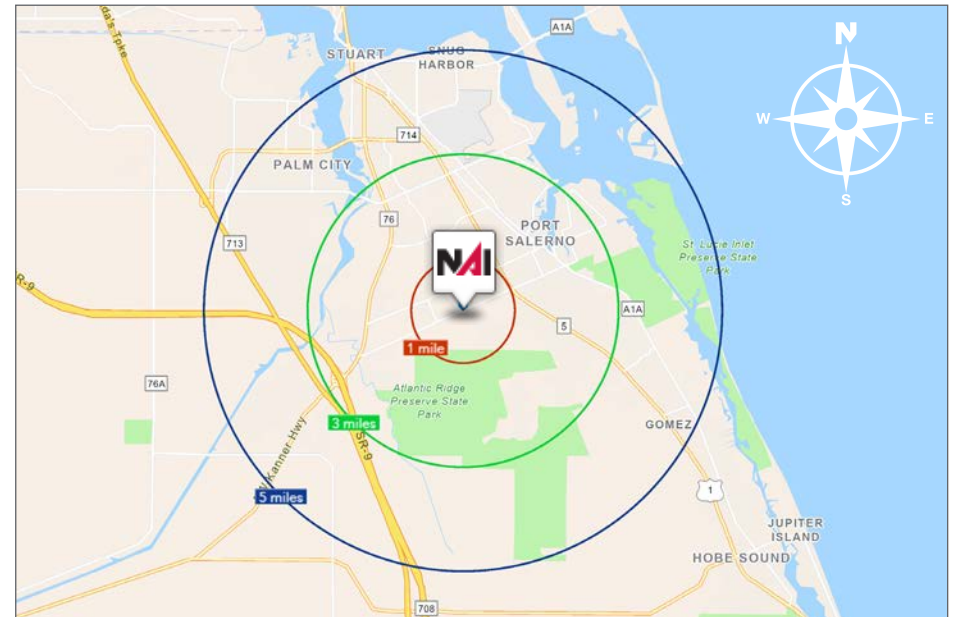 da's Tpke
A1A
N
STUART
SNUG
HARBOR
W
E
714
PALM CITY
S
76
PORT
SALERNO
713
St. Lucie Inlet
Preserve State
Park
NAI
R-9
A1A
5
1 mile
76A
Atlantic Ridge
Preserve State
Park
3 miles
GOMEZ
SR-9
Kanner Hwy
5 miles
1
JUPITER
ISLAND
HOBE SOUND
708